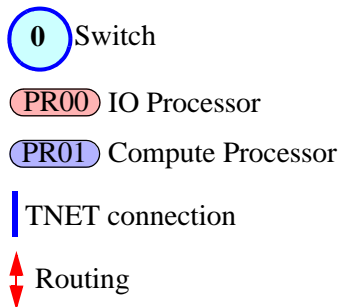 0 Switch
PR00 IO Processor
PR01 Compute Processor
TNET connection
Routing